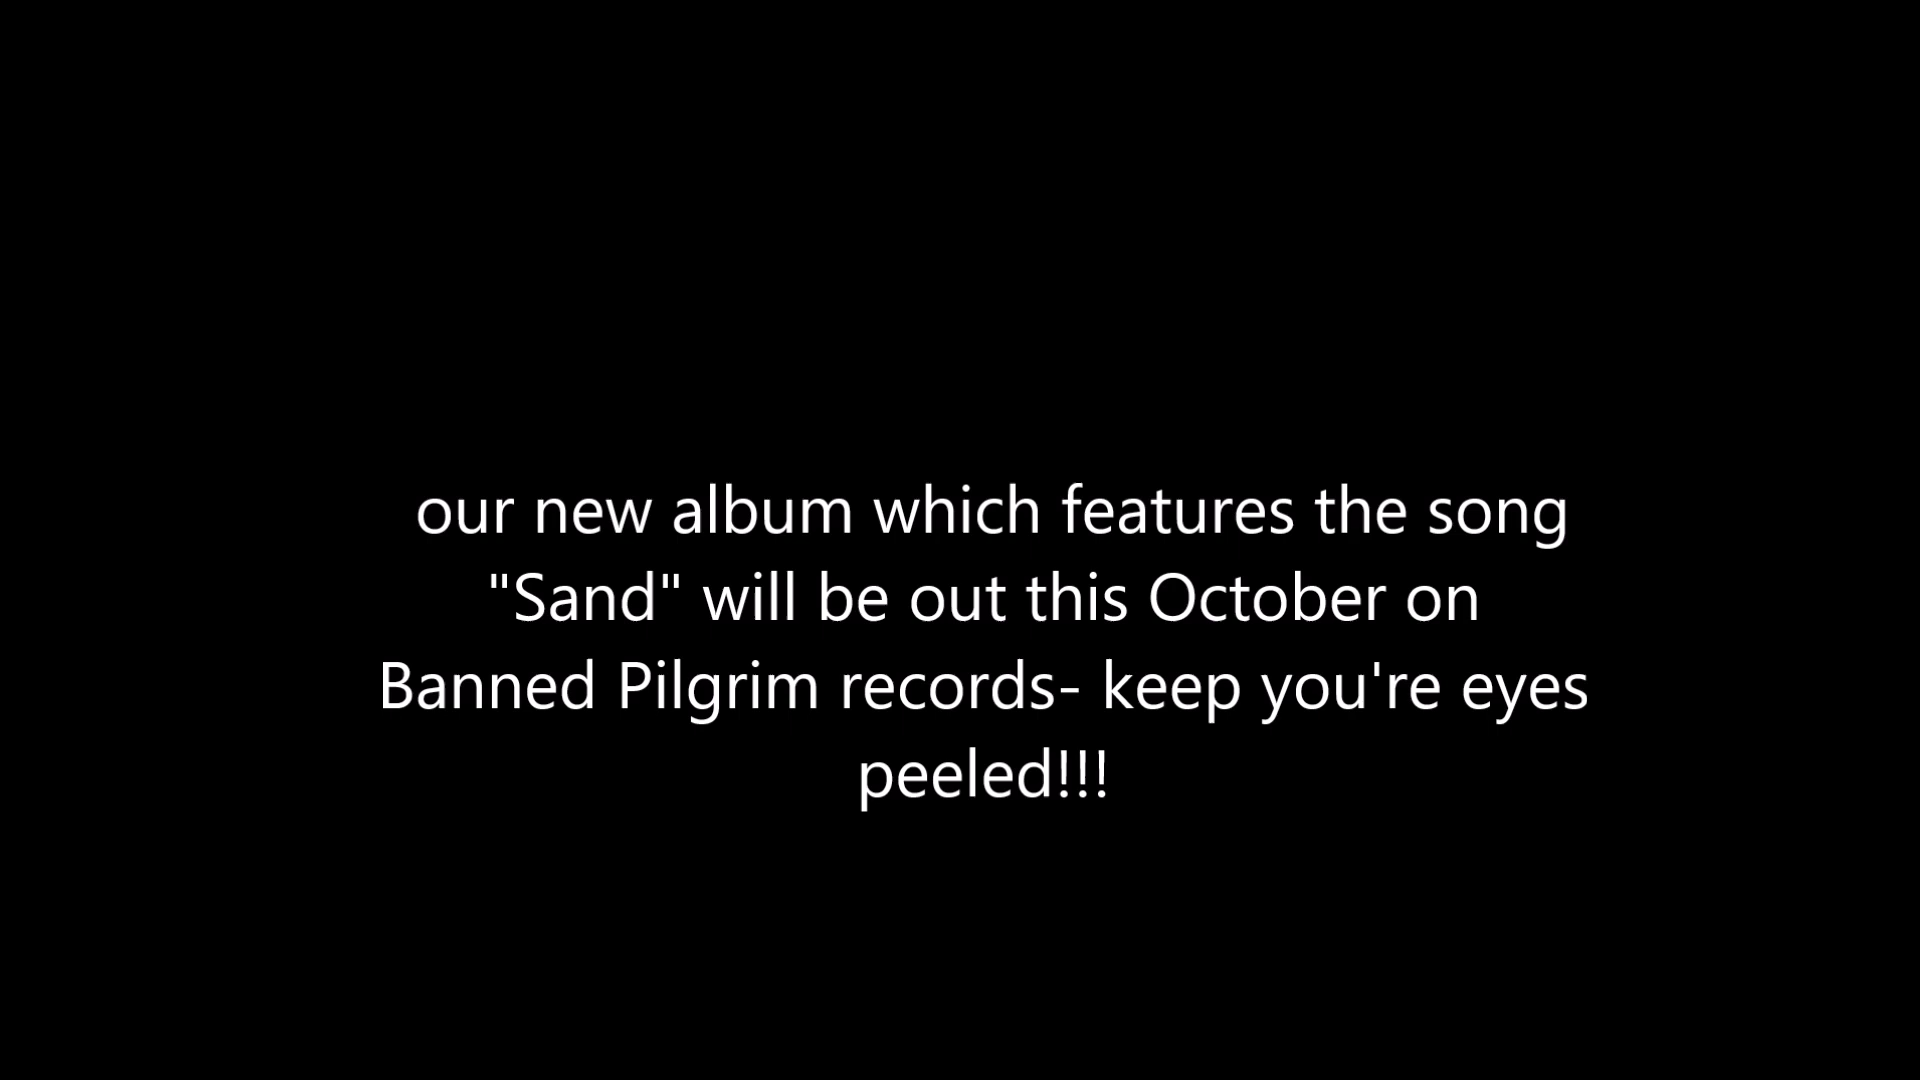 our new album which features the song
"Sand" will be out this October on
Banned Pilgrim records- keep you're eyes
peeled!!!